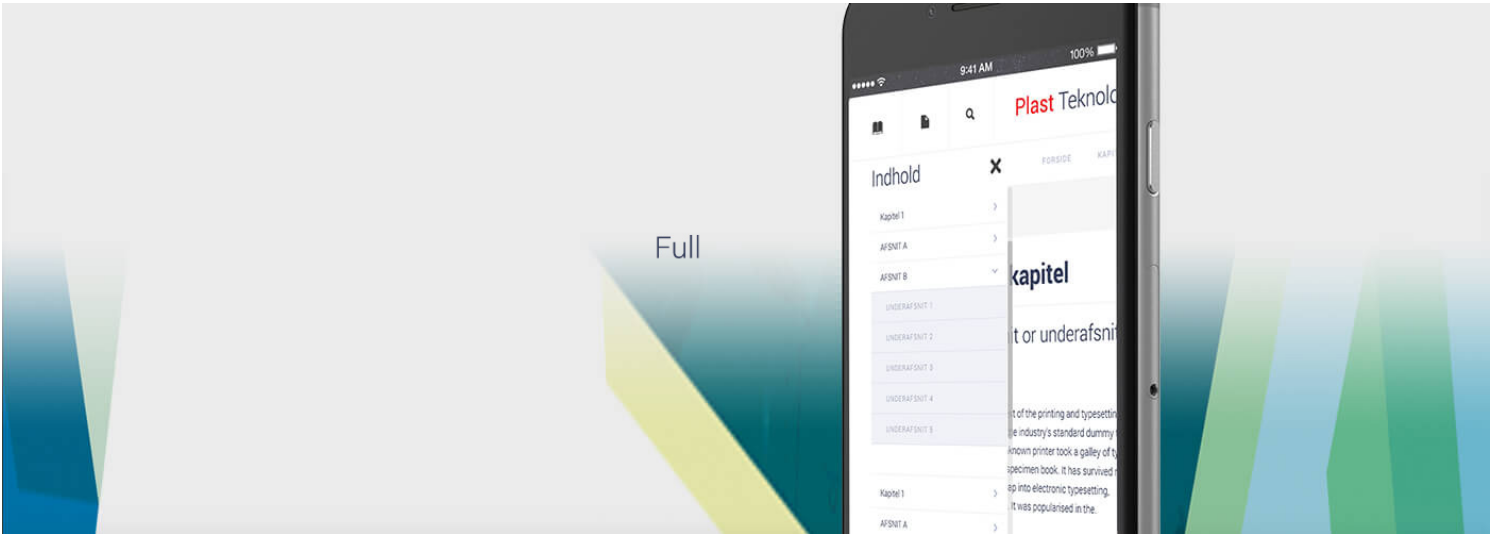 Full
9:41 AM
100%
Plast Teknolo
FORSIDE KAPI
Indhold
Kapitel 1
AFSNIT A
AFSNIT B
UNDERAFSNIT 1
UNDERAFSNIT 2
UNDERAFSNIT 3
UNDERAFSNIT 4
UNDERAFSNIT 5
Kapitel 1
AFSNIT A
kapitel
it or underafsnit
t of the printing and typesetting
e industry's standard dummy
known printer took a galley of ty
specimen book. It has survived
ap into electronic typesetting,
It was popularised in the.